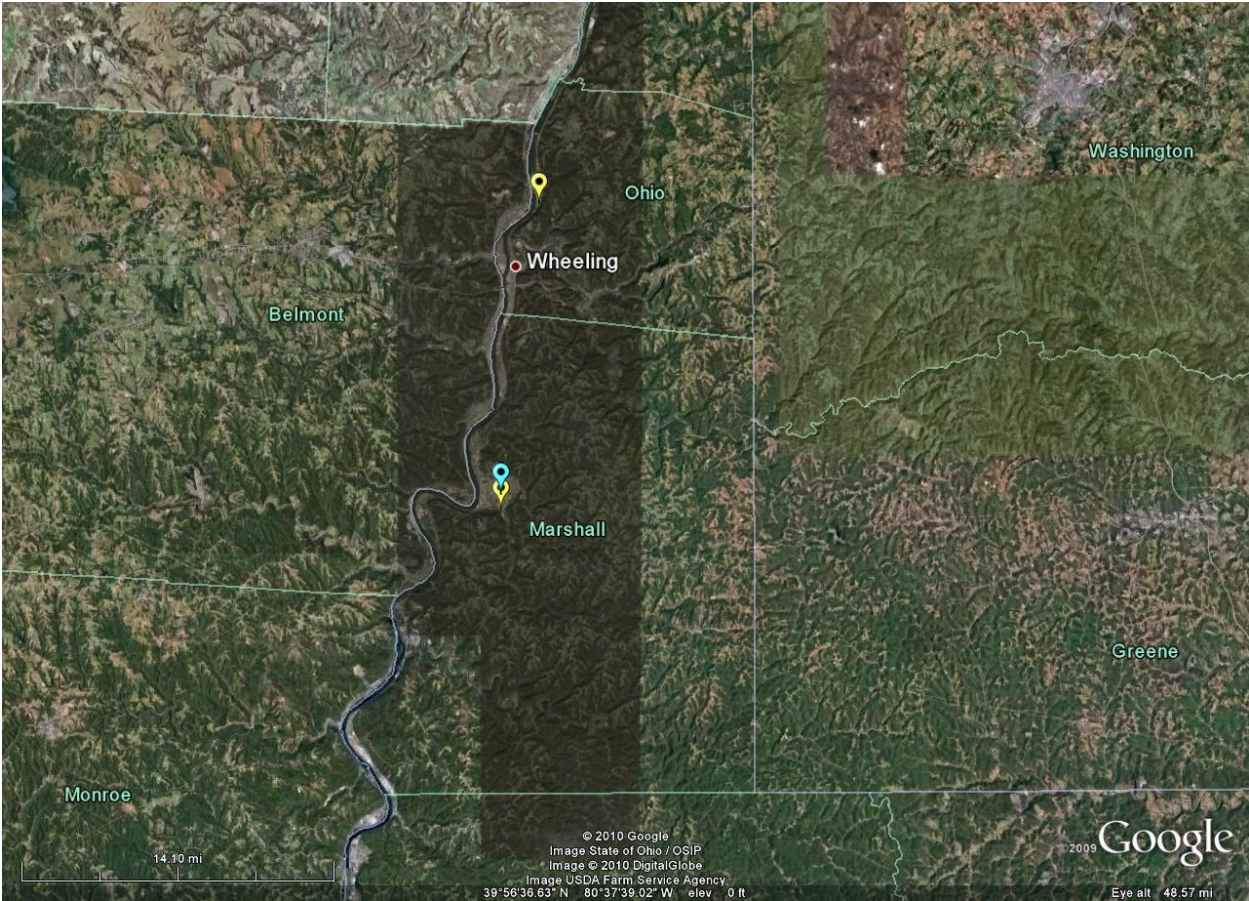 Washington
Ohio
Wheeling
Belmont
Marshall
Greene
Monroe
14.10 mi
© 2010 Google
Image State of Ohio / OSIP
Image © 2010 DigitalGlobe
Image USDA Farm Service Agency
©2009 Google
39°56'36.63" N 80°37'39.02" W elev 0 ft
Eye alt 48.57 mi